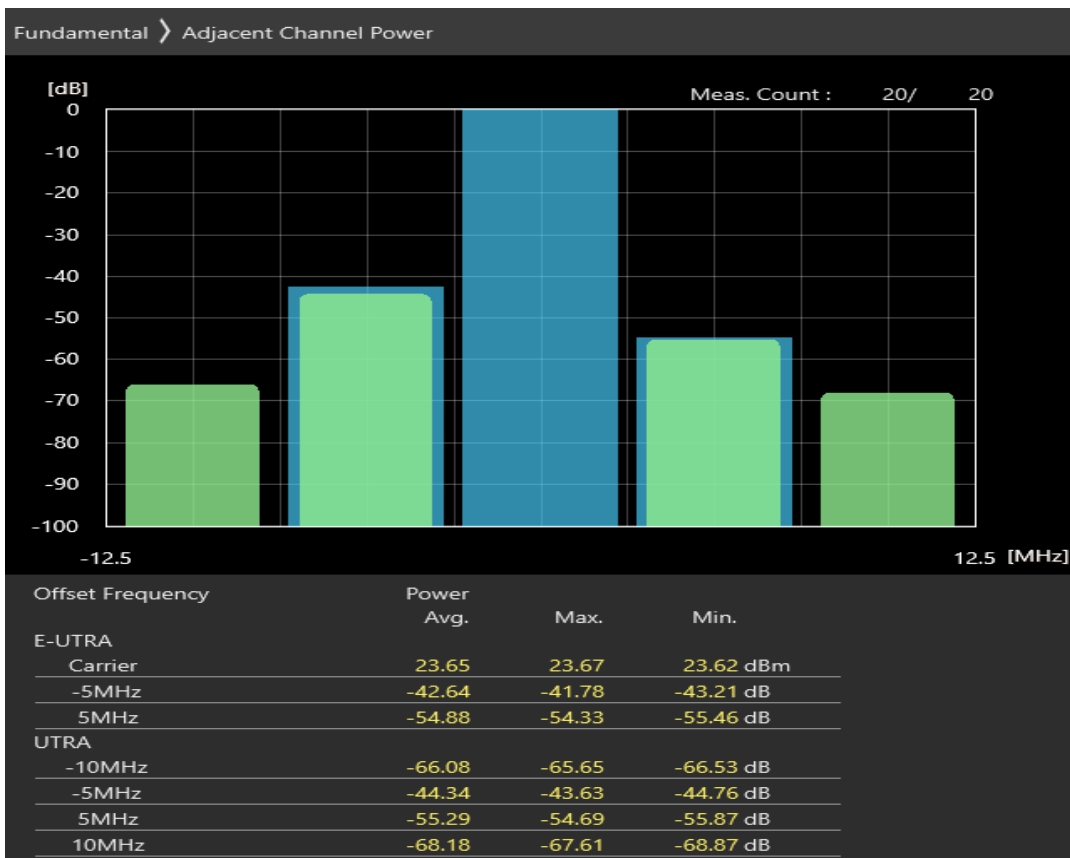 Fundamental 〉 Adjacent Channel Power
[dB]
Meas. Count : 20/ 20
0
-10
-20
-30
-40
-50
-60
-70
-80
-90
-100
-12.5 12.5 [MHz]
Offset Frequency Power
Avg. Max. Min.
E-UTRA
Carrier 23.65 23.67 23.62 dBm
-5MHz -42.64 -41.78 -43.21 dB
5MHz -54.88 -54.33 -55.46 dB
UTRA
-10MHz -66.08 -65.65 -66.53 dB
-5MHz -44.34 -43.63 -44.76 dB
5MHz -55.29 -54.69 -55.87 dB
10MHz -68.18 -67.61 -68.87 dB